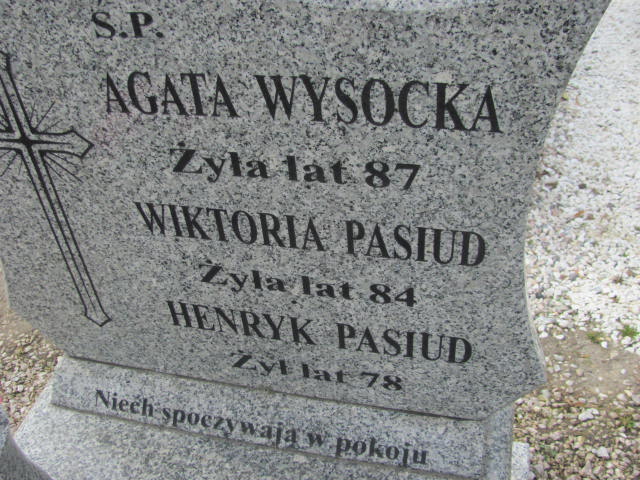 S.P.
AGATA WYSOCKA
Żyła lat 87
WIKTORIA PASIUD
Żyła lat 84
HENRYK PASIUD
Żył lat 78
Niech spoczywają w pokoju